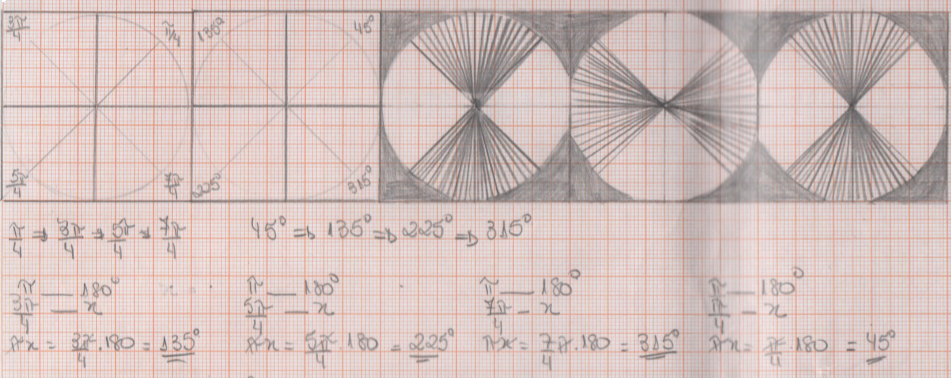 3π/4 π/4 135° 45°
5π/4 7π/4 225° 315°
π/4 ⇒ 3π/4 ⇒ 5π/4 ⇒ 7π/4 45° ⇒ 135° ⇒ 225° ⇒ 315°
π — 180° π — 180° π — 180° π — 180°
3π/4 — x 5π/4 — x 7π/4 — x π/4 — x
πx = 3π/4 . 180 = 135° πx = 5π/4 . 180 = 225° πx = 7π/4 . 180 = 315° πx = π/4 . 180 = 45°